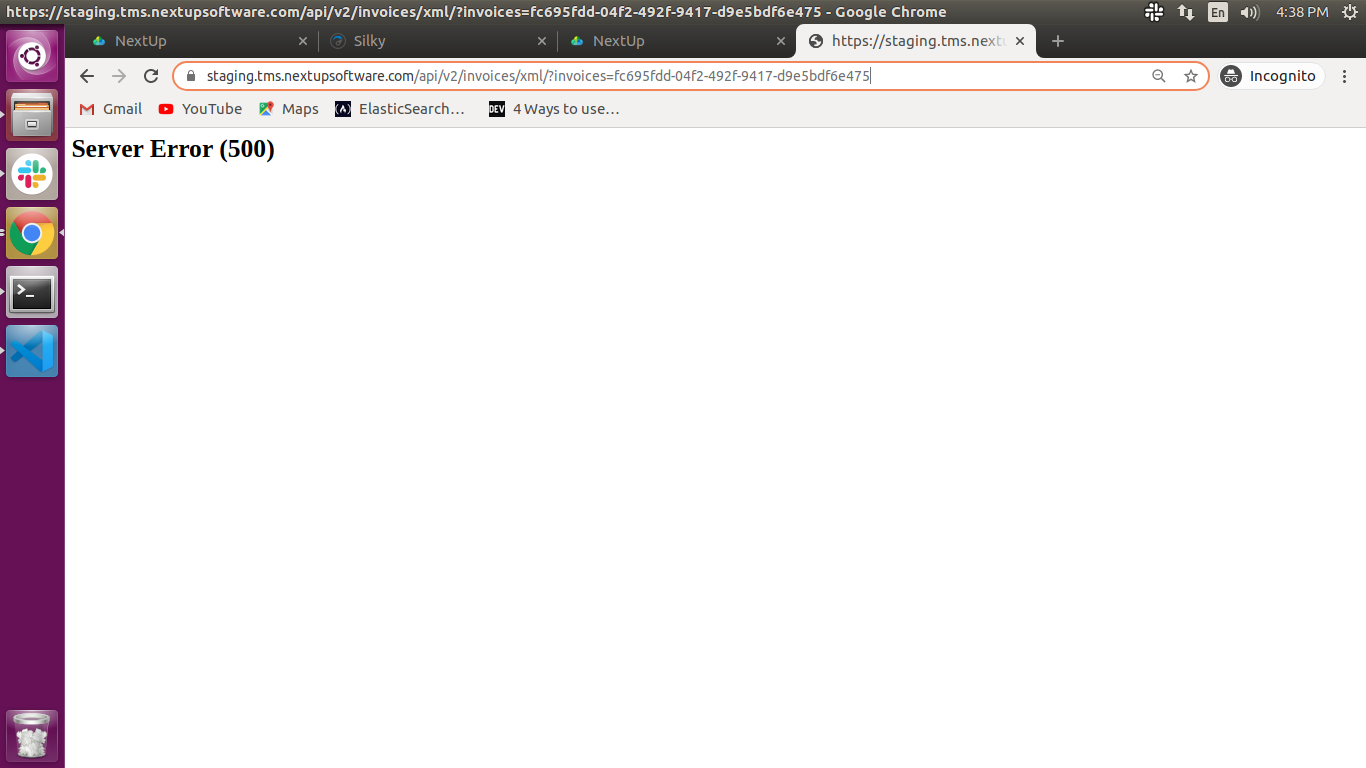 https://staging.tms.nextupsoftware.com/api/v2/invoices/xml/?invoices=fc695fdd-04f2-492f-9417-d9e5bdf6e475 - Google Chrome
En
4:38 PM
NextUp
Silky
NextUp
https://staging.tms.next
staging.tms.nextupsoftware.com/api/v2/invoices/xml/?invoices=fc695fdd-04f2-492f-9417-d9e5bdf6e475
Incognito
Gmail
YouTube
Maps
ElasticSearch…
DEV
4 Ways to use…
Server Error (500)